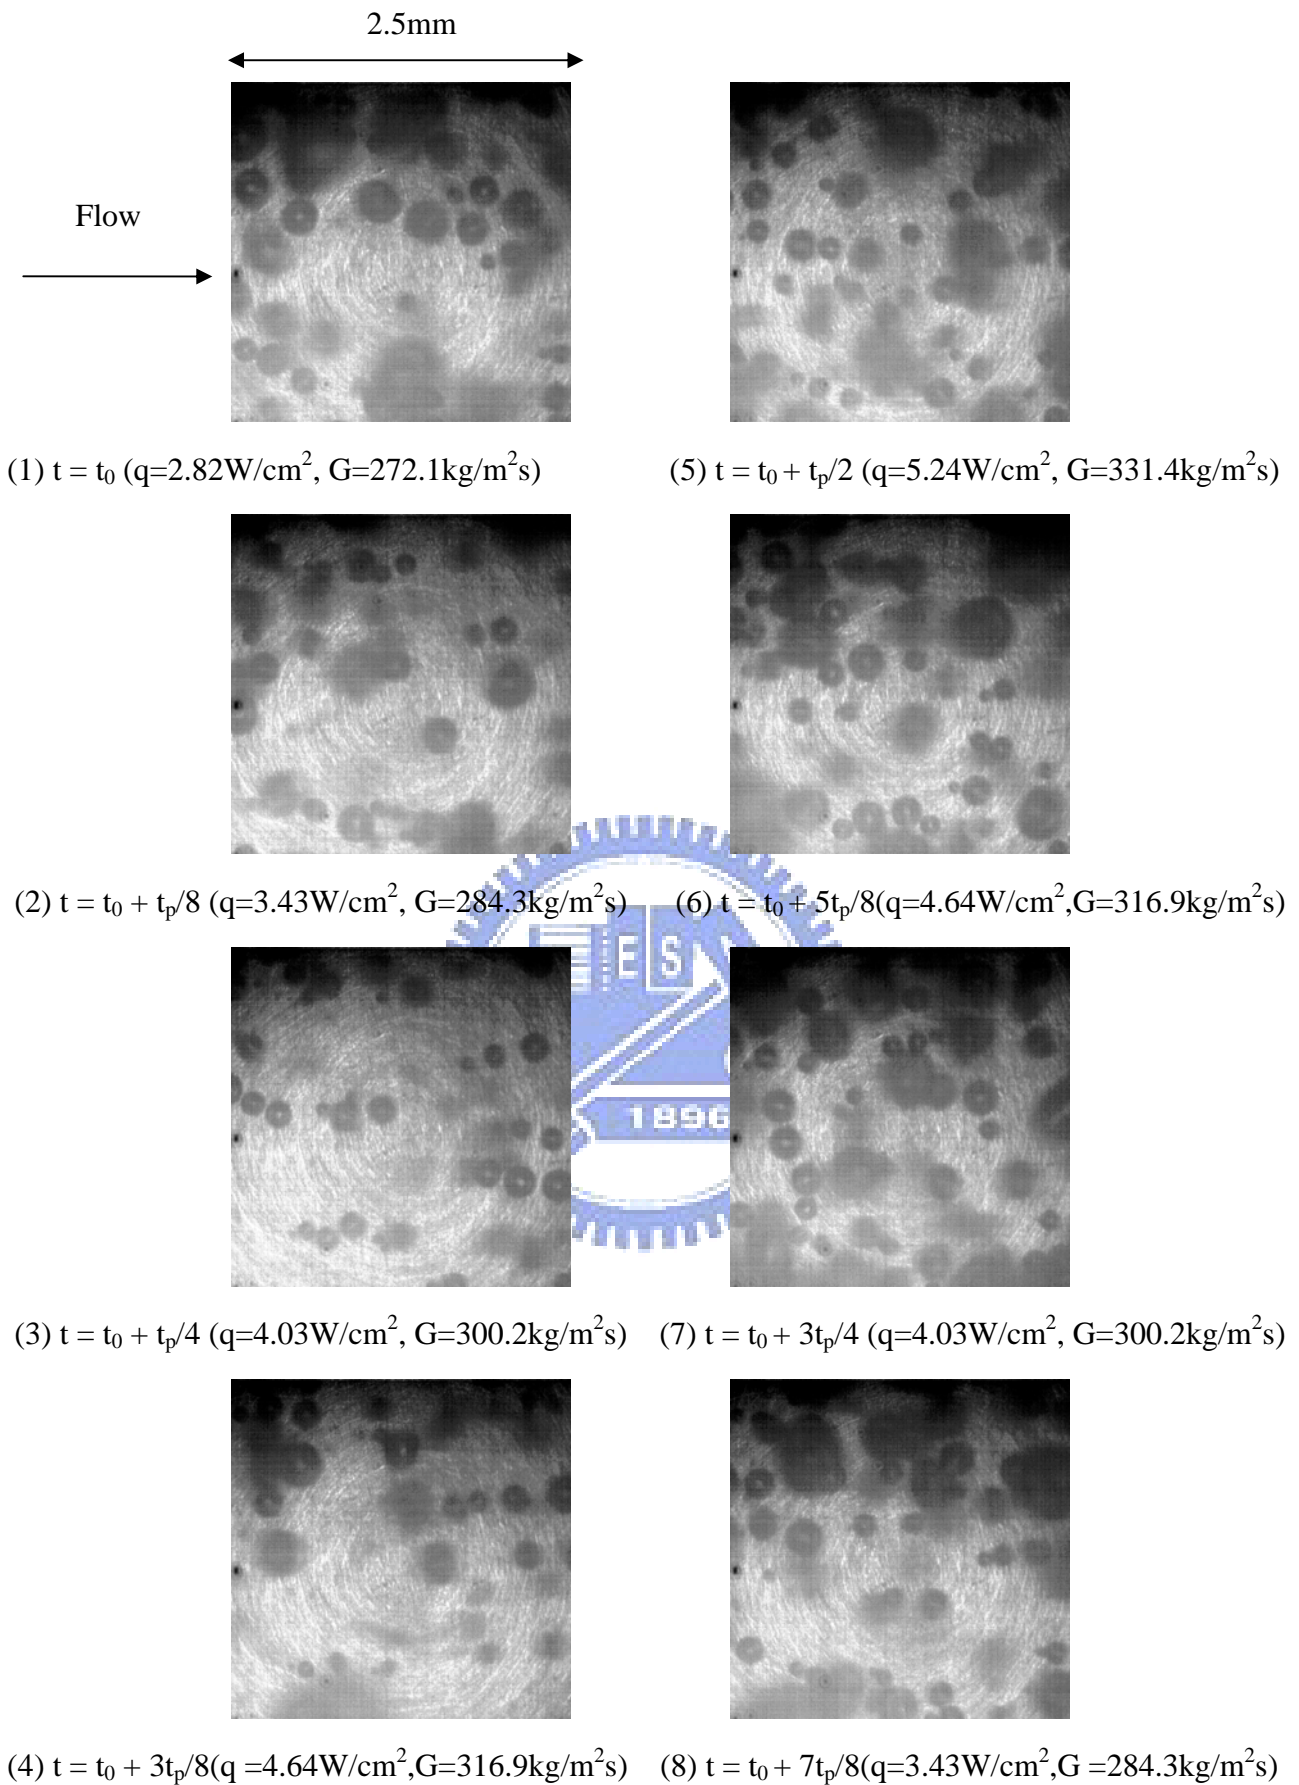 2.5mm
Flow
(1) t = t₀ (q=2.82W/cm², G=272.1kg/m²s)
(5) t = t₀ + tₚ/2 (q=5.24W/cm², G=331.4kg/m²s)
(2) t = t₀ + tₚ/8 (q=3.43W/cm², G=284.3kg/m²s)
(6) t = t₀ + 5tₚ/8(q=4.64W/cm²,G=316.9kg/m²s)
ES
1896
(3) t = t₀ + tₚ/4 (q=4.03W/cm², G=300.2kg/m²s)
(7) t = t₀ + 3tₚ/4 (q=4.03W/cm², G=300.2kg/m²s)
(4) t = t₀ + 3tₚ/8(q =4.64W/cm²,G=316.9kg/m²s)
(8) t = t₀ + 7tₚ/8(q=3.43W/cm²,G =284.3kg/m²s)